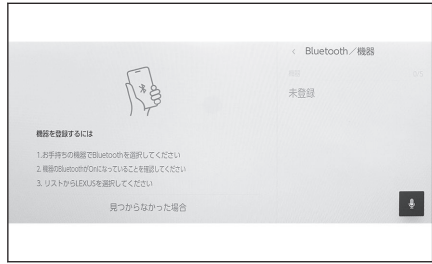 ‹ Bluetooth／機器
未登録
機器を登録するには
1.お手持ちの機器でBluetoothを選択してください
2. 機器のBluetoothがOnになっていることを確認してください
3. リストからLEXUSを選択してください
見つからなかった場合